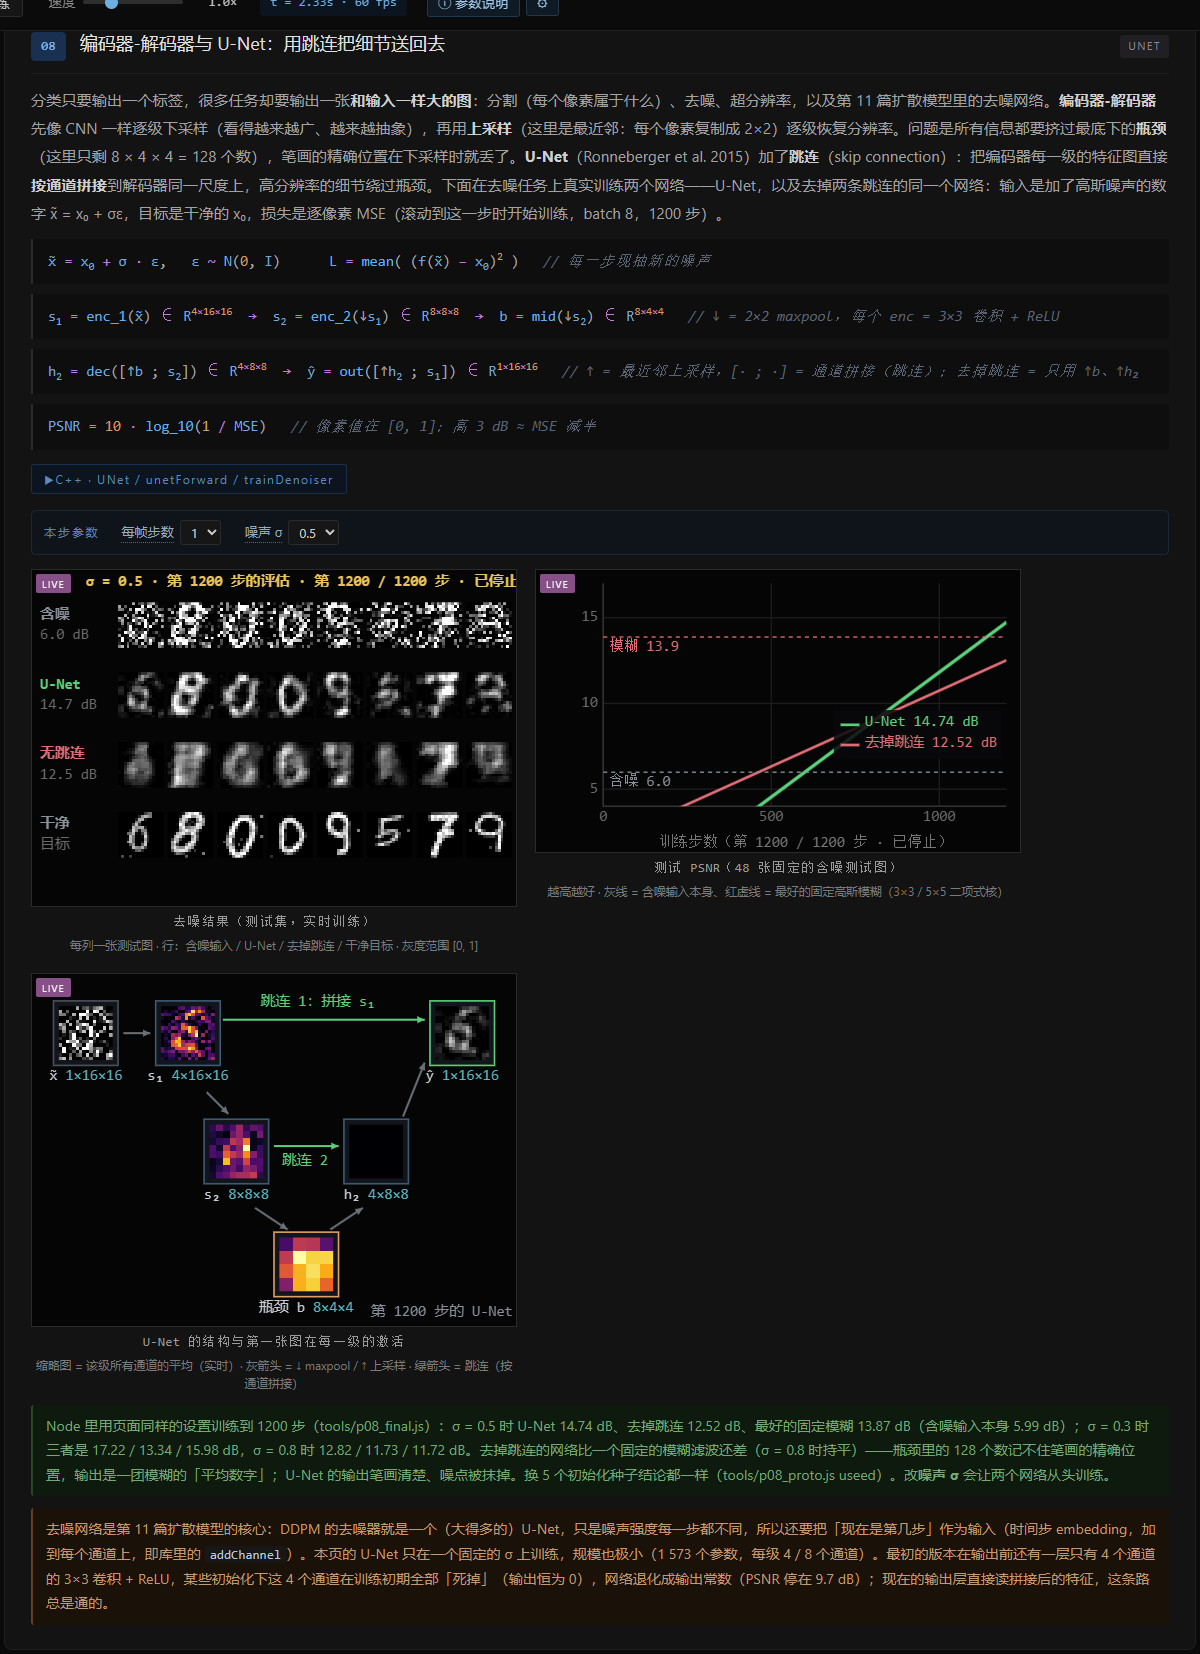 速度 1.0x t = 2.33s · 60 fps ⓘ 参数说明 ⚙
08 编码器-解码器与 U-Net：用跳连把细节送回去 UNET
分类只要输出一个标签，很多任务却要输出一张和输入一样大的图：分割（每个像素属于什么）、去噪、超分辨率，以及第 11 篇扩散模型里的去噪网络。编码器-解码器
先像 CNN 一样逐级下采样（看得越来越广、越来越抽象），再用上采样（这里是最近邻：每个像素复制成 2×2）逐级恢复分辨率。问题是所有信息都要挤过最底下的瓶颈
（这里只剩 8 × 4 × 4 = 128 个数），笔画的精确位置在下采样时就丢了。U-Net（Ronneberger et al. 2015）加了跳连（skip connection）：把编码器每一级的特征图直接
按通道拼接到解码器同一尺度上，高分辨率的细节绕过瓶颈。下面在去噪任务上真实训练两个网络——U-Net，以及去掉两条跳连的同一个网络：输入是加了高斯噪声的数
字 x̃ = x₀ + σε，目标是干净的 x₀，损失是逐像素 MSE（滚动到这一步时开始训练，batch 8，1200 步）。
x̃ = x₀ + σ · ε, ε ~ N(0, I) L = mean( (f(x̃) − x₀)² ) // 每一步现抽新的噪声
s₁ = enc_1(x̃) ∈ R⁴ˣ¹⁶ˣ¹⁶ → s₂ = enc_2(↓s₁) ∈ R⁸ˣ⁸ˣ⁸ → b = mid(↓s₂) ∈ R⁸ˣ⁴ˣ⁴ // ↓ = 2×2 maxpool，每个 enc = 3×3 卷积 + ReLU
h₂ = dec([↑b ; s₂]) ∈ R⁴ˣ⁸ˣ⁸ → ŷ = out([↑h₂ ; s₁]) ∈ R¹ˣ¹⁶ˣ¹⁶ // ↑ = 最近邻上采样，[· ; ·] = 通道拼接（跳连）；去掉跳连 = 只用 ↑b、↑h₂
PSNR = 10 · log_10(1 / MSE) // 像素值在 [0, 1]；高 3 dB ≈ MSE 减半
▶C++ · UNet / unetForward / trainDenoiser
本步参数 每帧步数 1 噪声 σ 0.5
LIVE σ = 0.5 · 第 1200 步的评估 · 第 1200 / 1200 步 · 已停止
含噪
6.0 dB
U-Net
14.7 dB
无跳连
12.5 dB
干净
目标
去噪结果（测试集，实时训练）
每列一张测试图 · 行：含噪输入 / U-Net / 去掉跳连 / 干净目标 · 灰度范围 [0, 1]
LIVE
15
模糊 13.9
10
U-Net 14.74 dB
去掉跳连 12.52 dB
含噪 6.0
5
0 500 1000
训练步数（第 1200 / 1200 步 · 已停止）
测试 PSNR（48 张固定的含噪测试图）
越高越好 · 灰线 = 含噪输入本身、红虚线 = 最好的固定高斯模糊（3×3 / 5×5 二项式核）
LIVE
跳连 1：拼接 s₁
x̃ 1×16×16 s₁ 4×16×16 ŷ 1×16×16
跳连 2
s₂ 8×8×8 h₂ 4×8×8
瓶颈 b 8×4×4 第 1200 步的 U-Net
U-Net 的结构与第一张图在每一级的激活
缩略图 = 该级所有通道的平均（实时）· 灰箭头 = ↓ maxpool / ↑ 上采样 · 绿箭头 = 跳连（按
通道拼接）
Node 里用页面同样的设置训练到 1200 步（tools/p08_final.js）：σ = 0.5 时 U-Net 14.74 dB、去掉跳连 12.52 dB、最好的固定模糊 13.87 dB（含噪输入本身 5.99 dB）；σ = 0.3 时
三者是 17.22 / 13.34 / 15.98 dB，σ = 0.8 时 12.82 / 11.73 / 11.72 dB。去掉跳连的网络比一个固定的模糊滤波还差（σ = 0.8 时持平）——瓶颈里的 128 个数记不住笔画的精确位
置，输出是一团模糊的「平均数字」；U-Net 的输出笔画清楚、噪点被抹掉。换 5 个初始化种子结论都一样（tools/p08_proto.js useed）。改噪声 σ 会让两个网络从头训练。
去噪网络是第 11 篇扩散模型的核心：DDPM 的去噪器就是一个（大得多的）U-Net，只是噪声强度每一步都不同，所以还要把「现在是第几步」作为输入（时间步 embedding，加
到每个通道上，即库里的 addChannel ）。本页的 U-Net 只在一个固定的 σ 上训练，规模也极小（1 573 个参数，每级 4 / 8 个通道）。最初的版本在输出前还有一层只有 4 个通道
的 3×3 卷积 + ReLU，某些初始化下这 4 个通道在训练初期全部「死掉」（输出恒为 0），网络退化成输出常数（PSNR 停在 9.7 dB）；现在的输出层直接读拼接后的特征，这条路
总是通的。